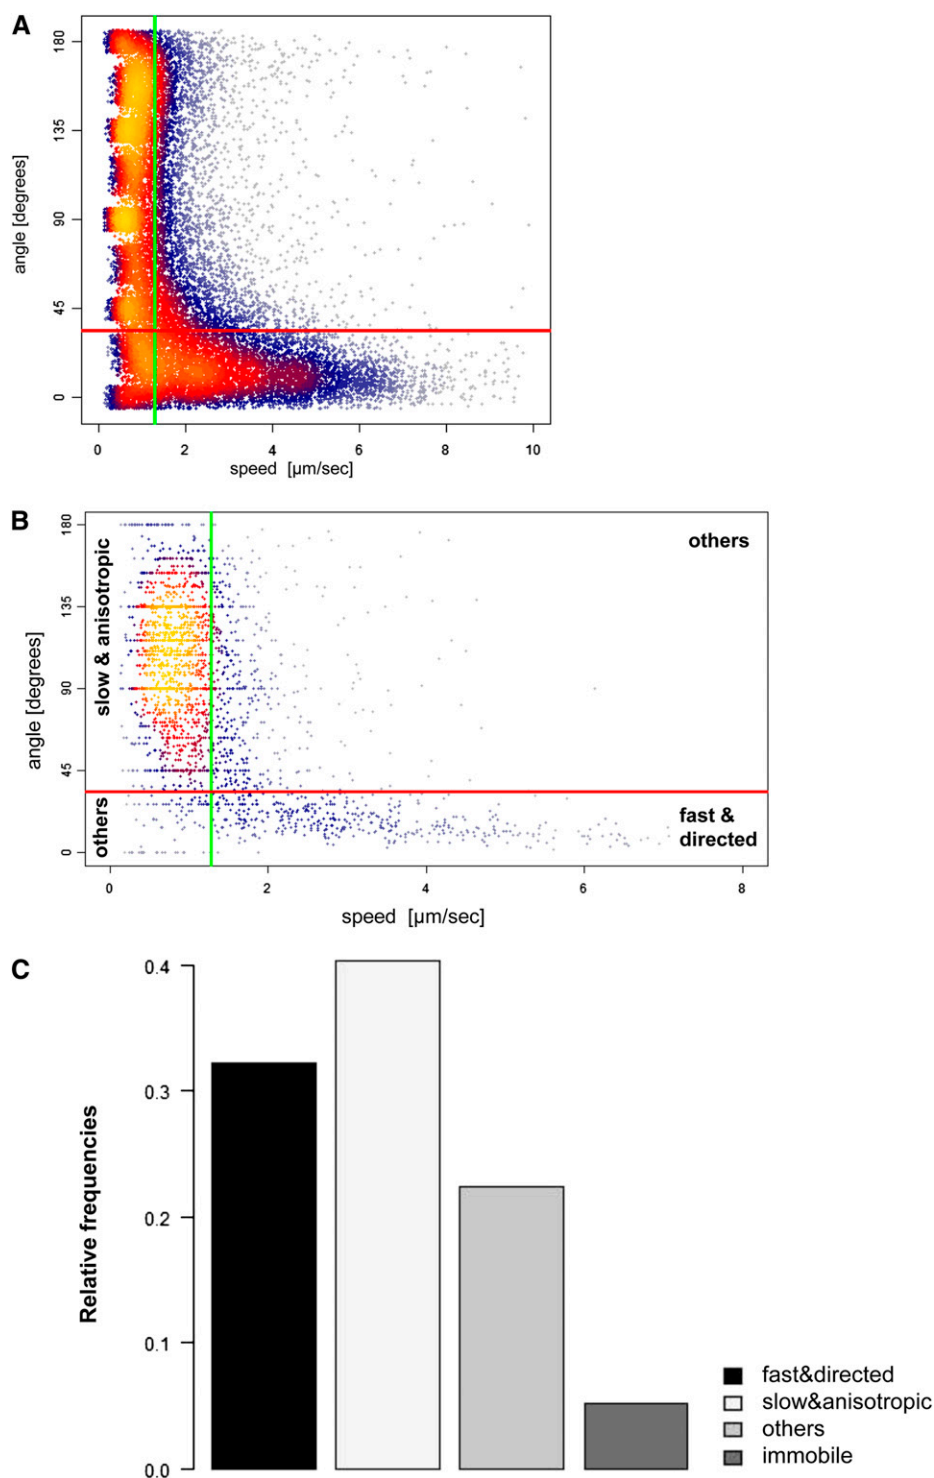 A
180
135
90
45
0
angle [degrees]
0 2 4 6 8 10
speed [µm/sec]
B
180
135
90
45
0
angle [degrees]
slow & anisotropic
others
others
fast &
directed
0 2 4 6 8
speed [µm/sec]
C
0.4
0.3
0.2
0.1
0.0
Relative frequencies
fast&directed
slow&anisotropic
others
immobile